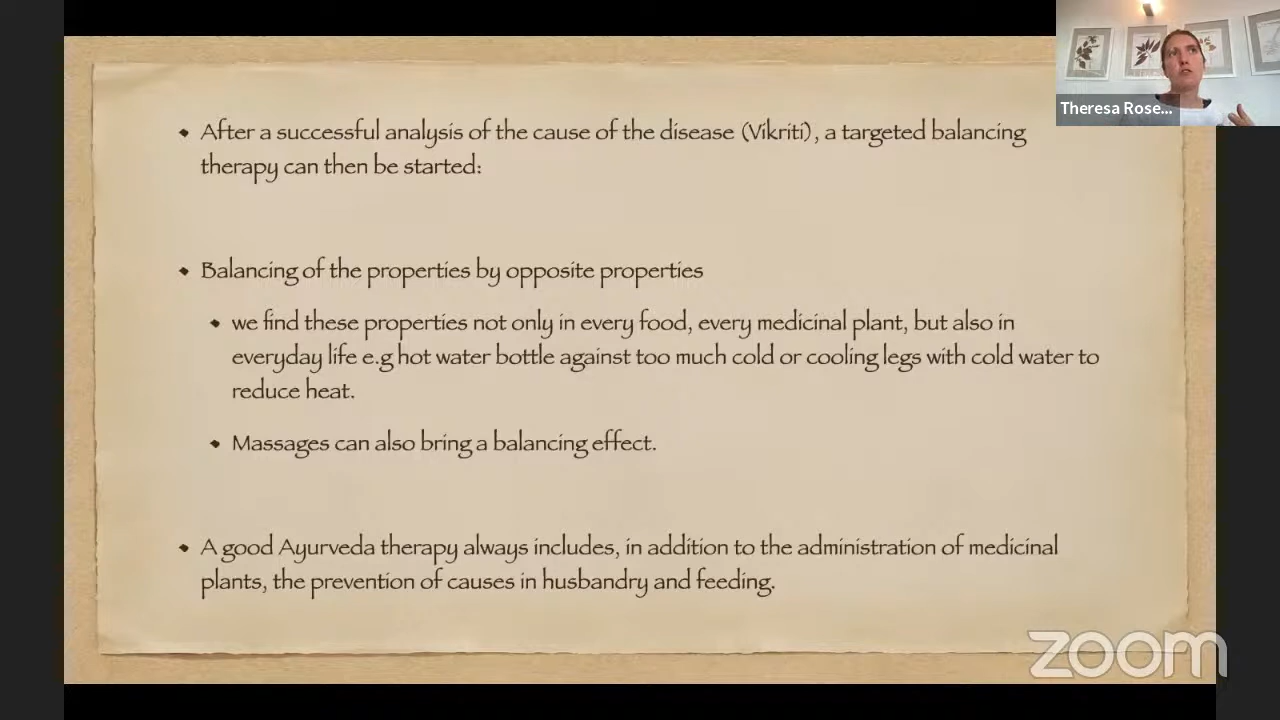 Theresa Rose...
• After a successful analysis of the cause of the disease (Vikriti), a targeted balancing
therapy can then be started:
• Balancing of the properties by opposite properties
• we find these properties not only in every food, every medicinal plant, but also in
everyday life e.g hot water bottle against too much cold or cooling legs with cold water to
reduce heat.
• Massages can also bring a balancing effect.
• A good Ayurveda therapy always includes, in addition to the administration of medicinal
plants, the prevention of causes in husbandry and feeding.
zoom